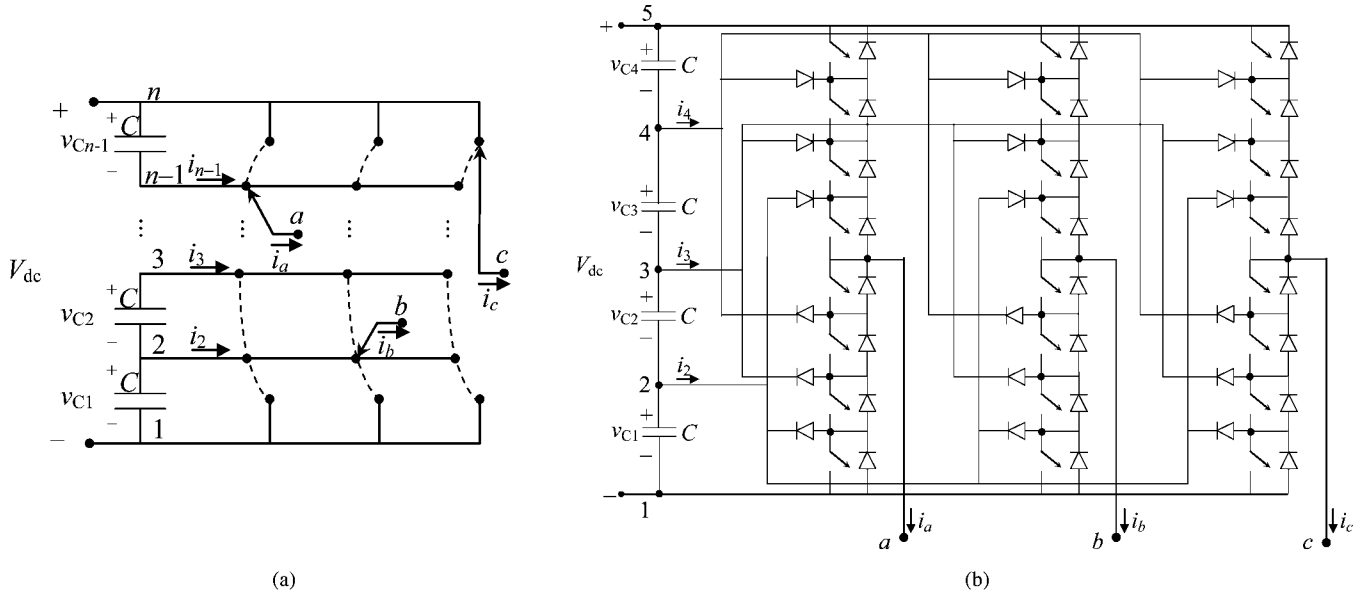 +
n
+
C
v_Cn-1
−
n−1
i_n-1
a
i_a
⋮
⋮
⋮
⋮
3
i_3
c
i_c
V_dc
+
C
v_C2
−
2
i_2
b
i_b
+
C
v_C1
−
1
−
(a)
+
5
+
v_C4
C
−
i_4
4
+
v_C3
C
−
i_3
V_dc
3
+
v_C2
C
−
i_2
2
+
v_C1
C
−
−
1
i_a
i_b
i_c
a
b
c
(b)